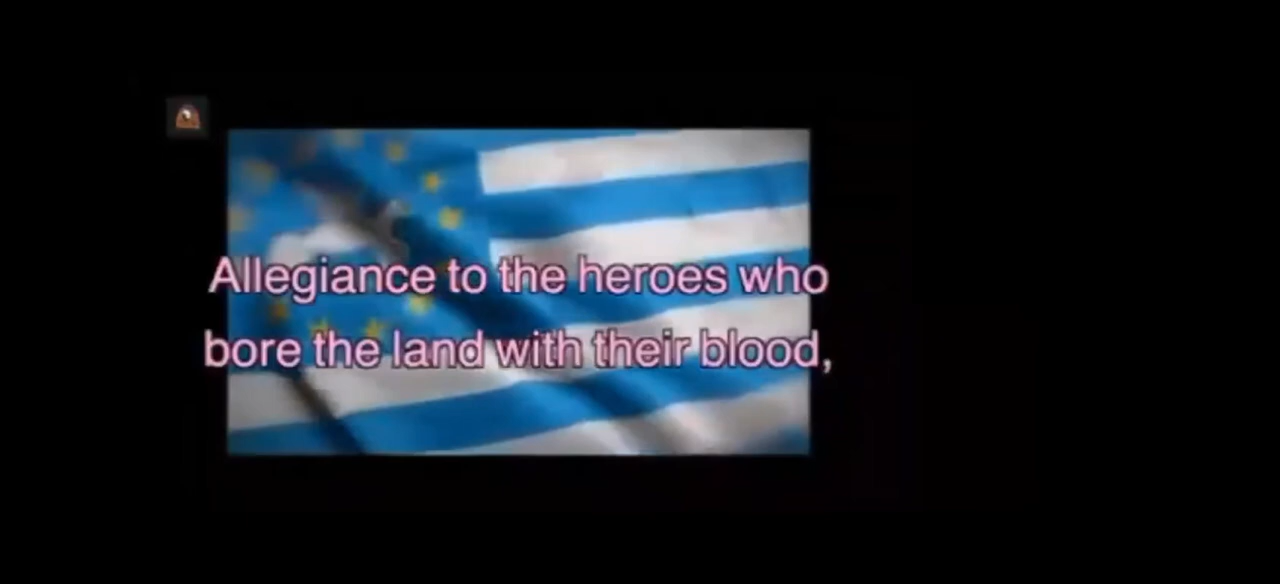 Allegiance to the heroes who
bore the land with their blood,